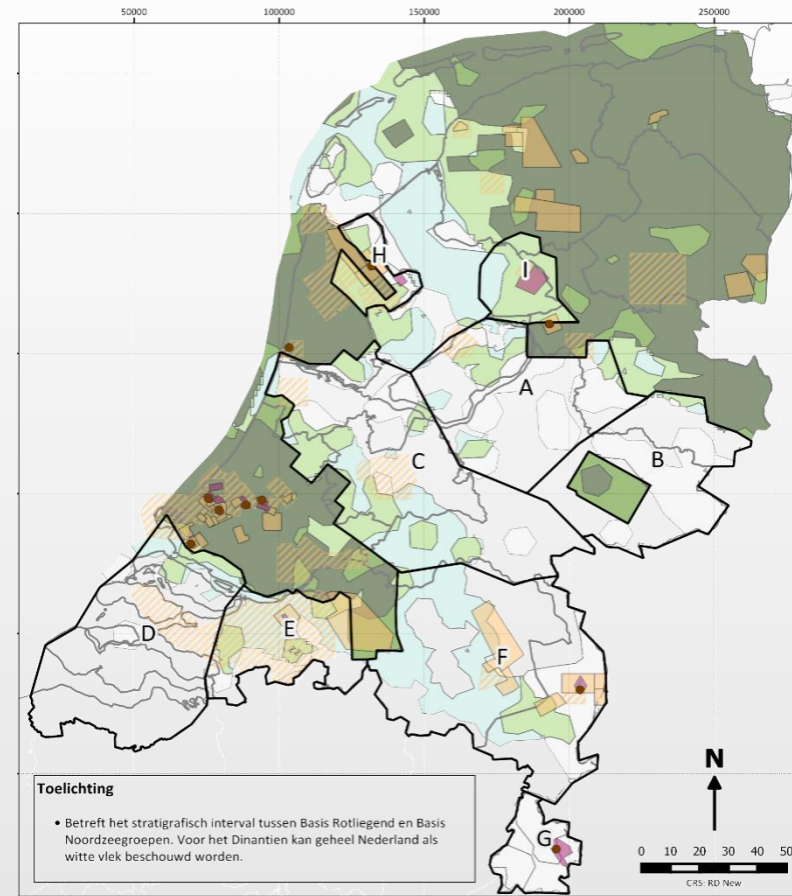 50000 100000 150000 200000 250000
H
I
A
B
C
D
E
F
G
Toelichting
• Betreft het stratigrafisch interval tussen Basis Rotliegend en Basis
Noordzeegroepen. Voor het Dinantien kan geheel Nederland als
witte vlek beschouwd worden.
N
0 10 20 30 40 50
CRS: RD New